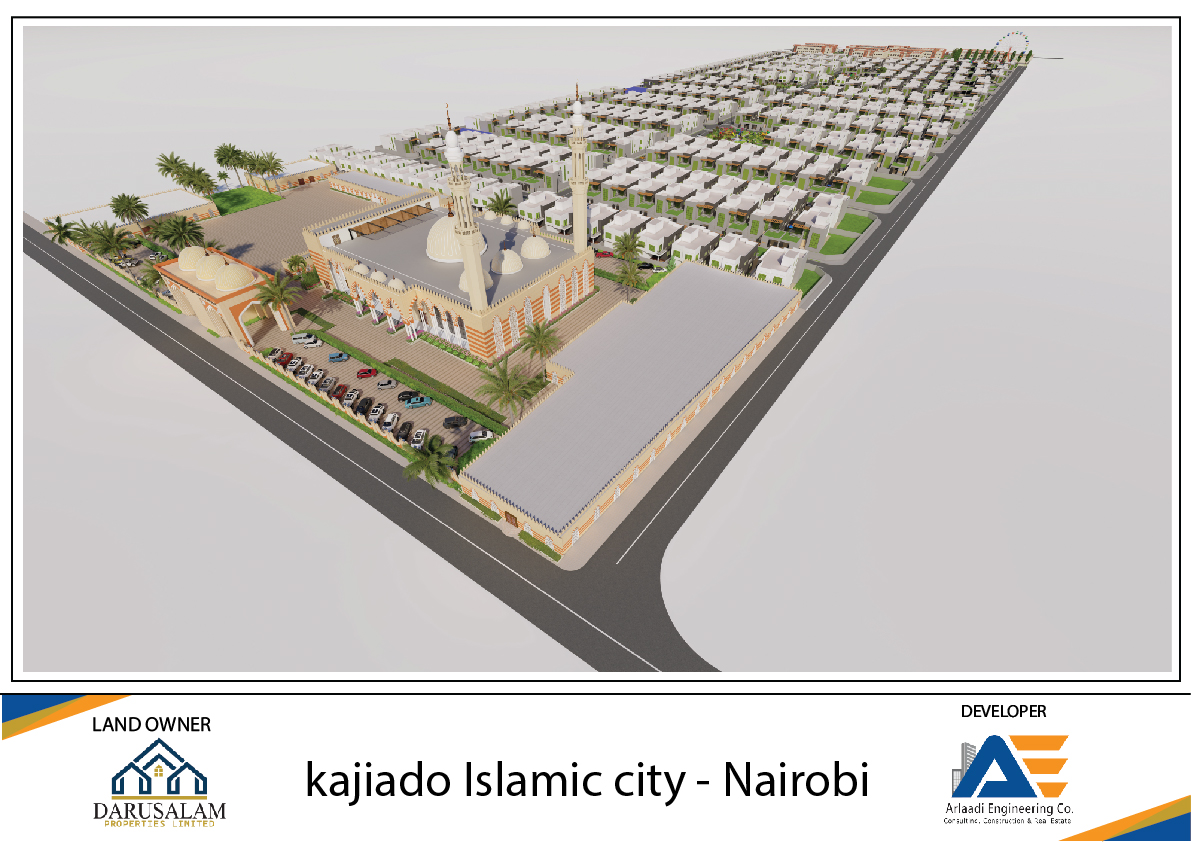 LAND OWNER
DARUSALAM
PROPERTIES LIMITED
kajiado Islamic city - Nairobi
DEVELOPER
Arlaadi Engineering Co.
Consulting, Construction & Real Estate